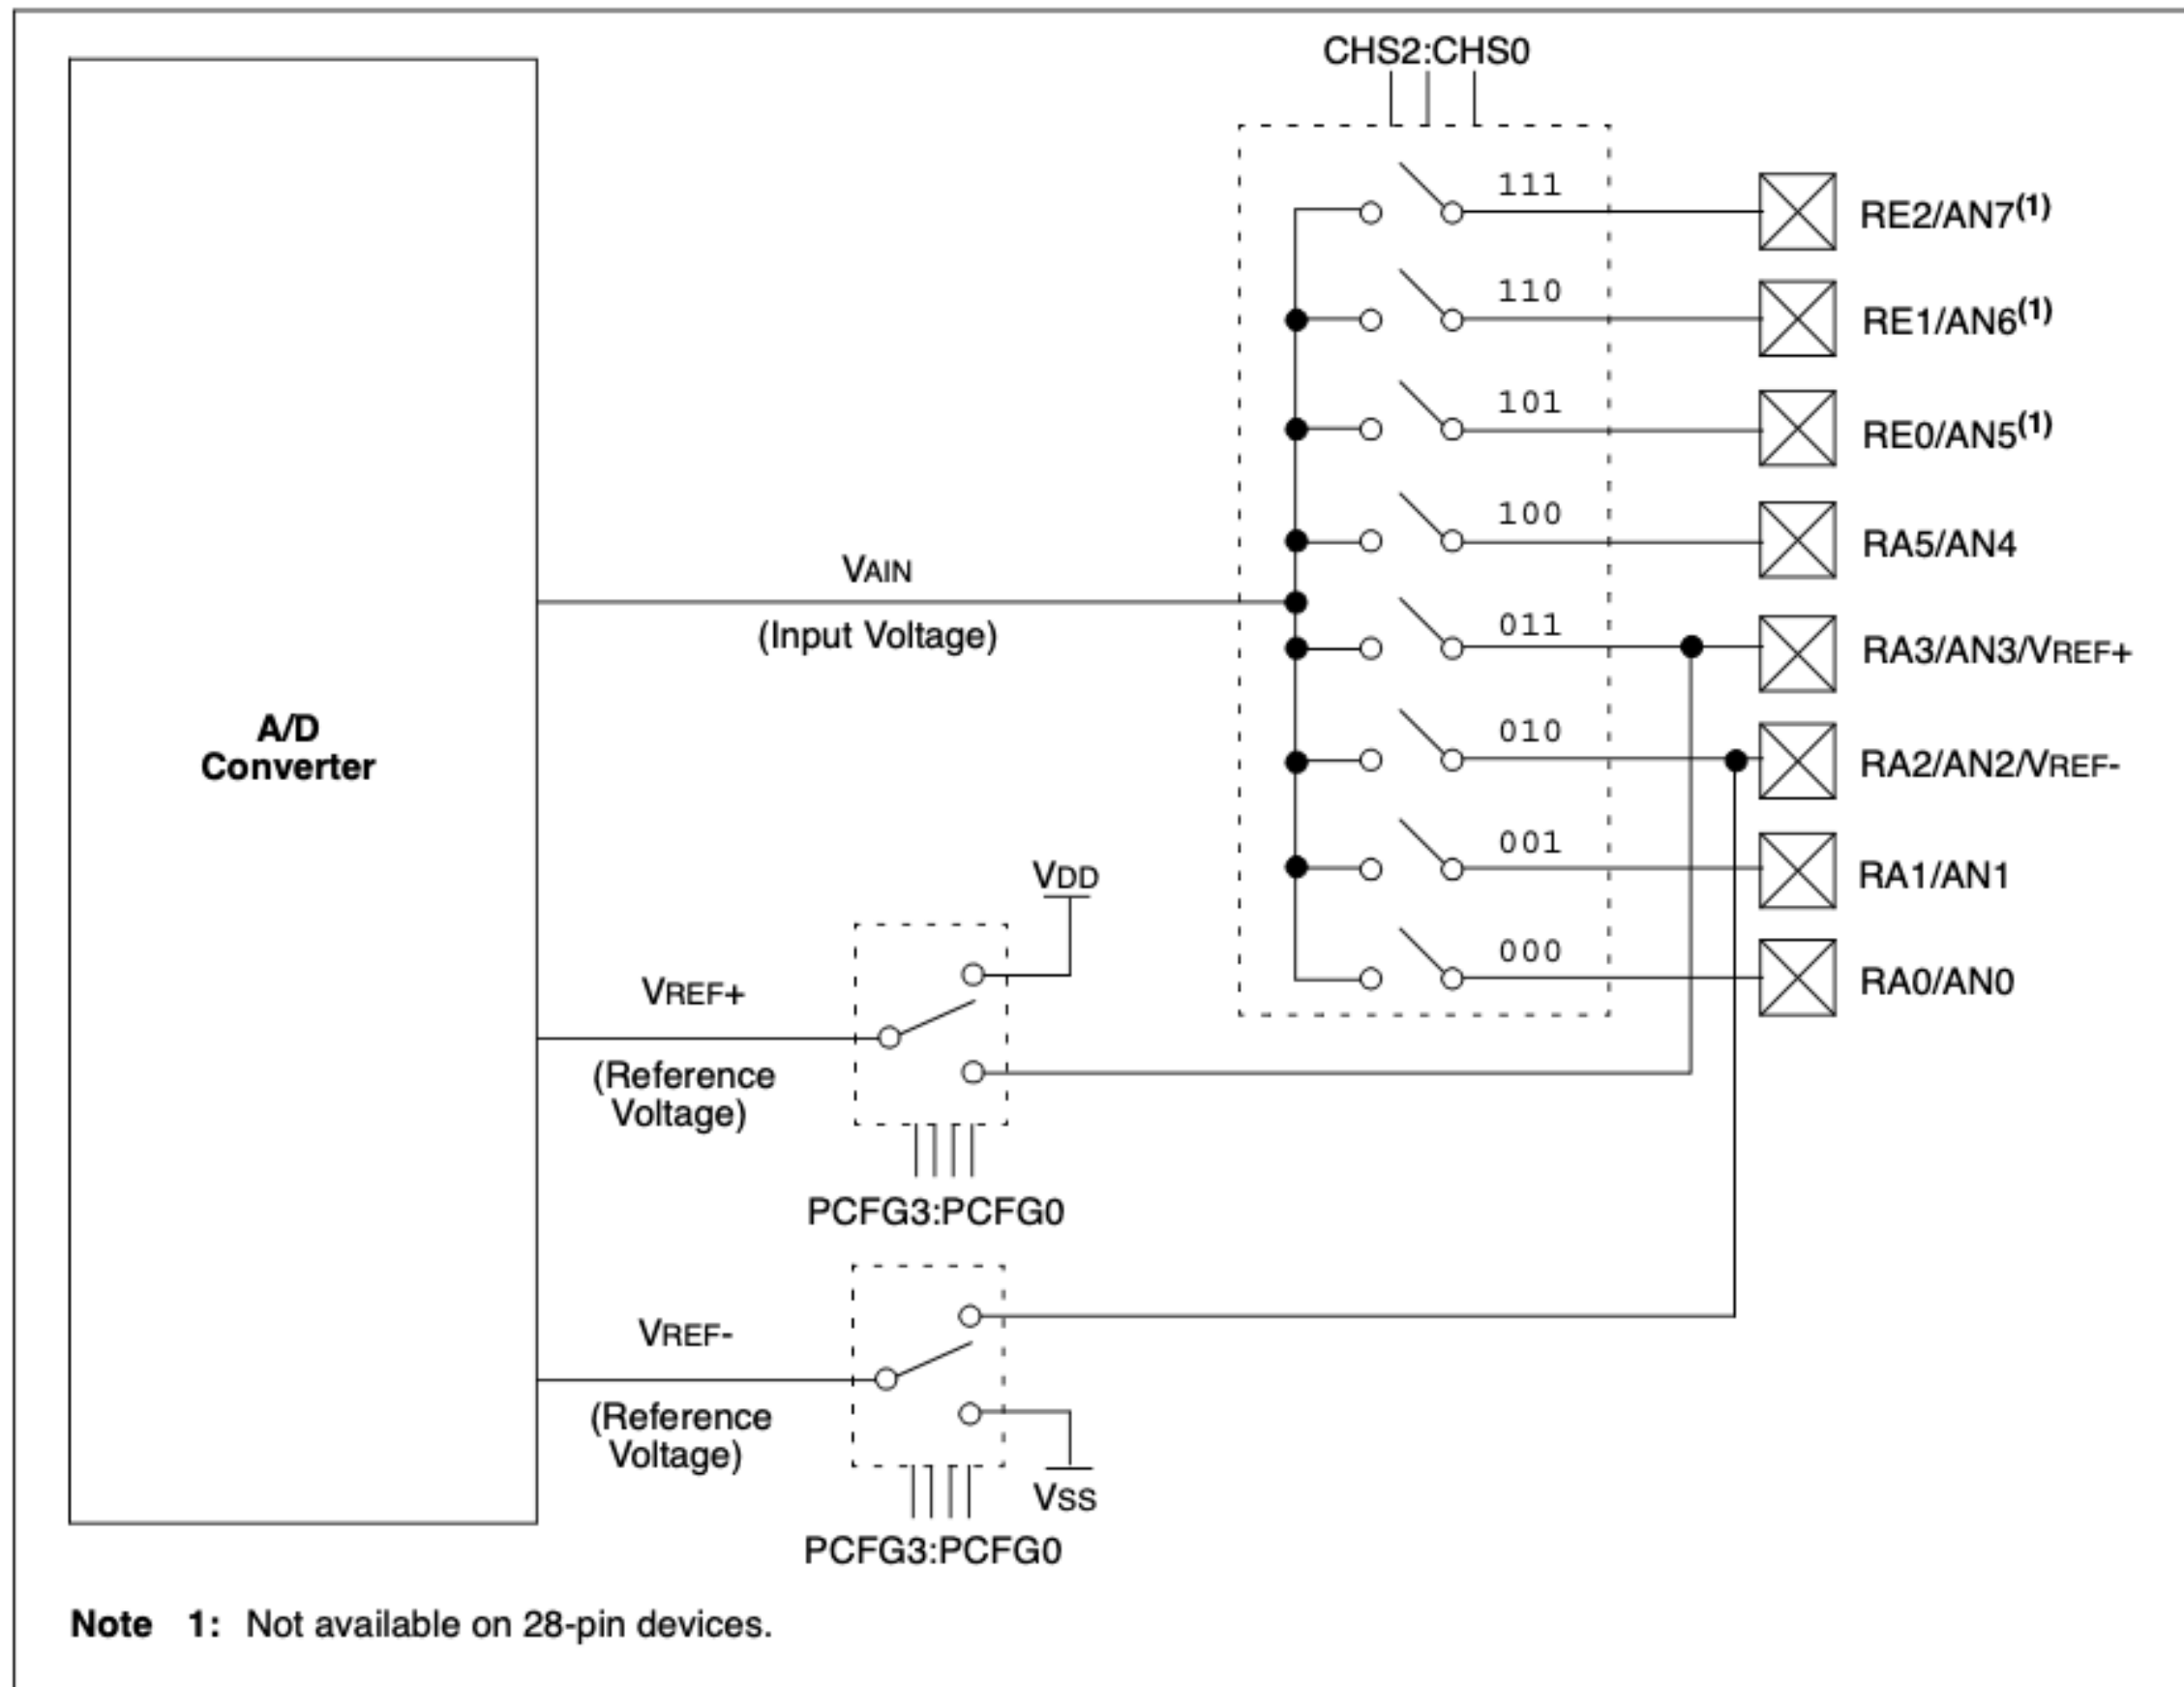 CHS2:CHS0
111
RE2/AN7(1)
110
RE1/AN6(1)
101
RE0/AN5(1)
100
RA5/AN4
VAIN
(Input Voltage)
011
RA3/AN3/VREF+
A/D
Converter
010
RA2/AN2/VREF-
001
RA1/AN1
VDD
000
RA0/AN0
VREF+
(Reference
Voltage)
PCFG3:PCFG0
VREF-
(Reference
Voltage)
VSS
PCFG3:PCFG0
Note 1: Not available on 28-pin devices.